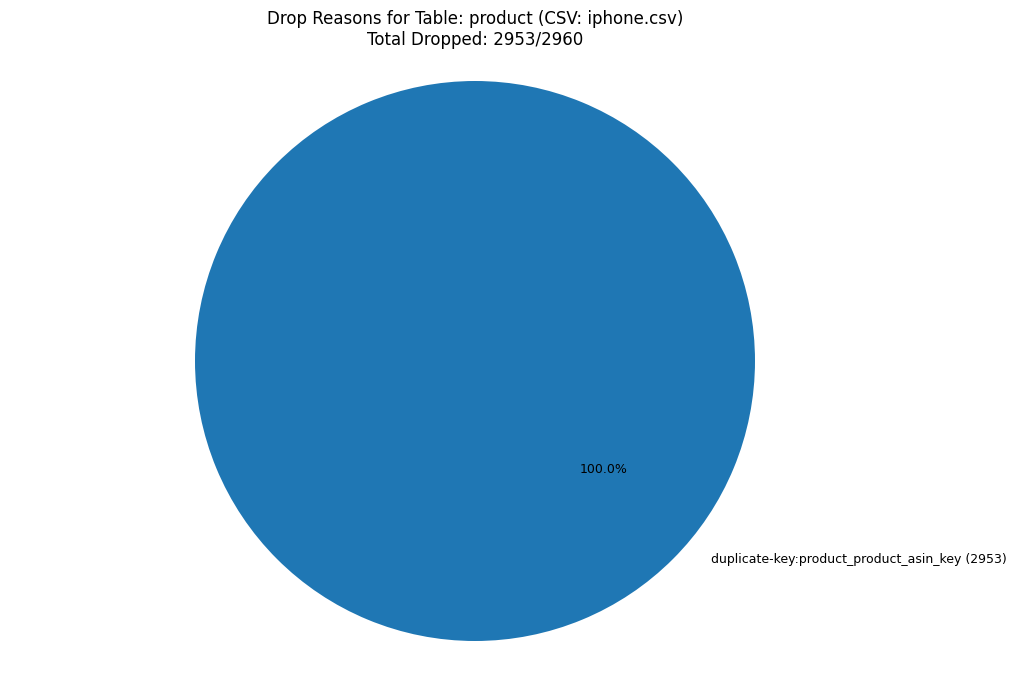 Drop Reasons for Table: product (CSV: iphone.csv)
Total Dropped: 2953/2960
100.0%
duplicate-key:product_product_asin_key (2953)